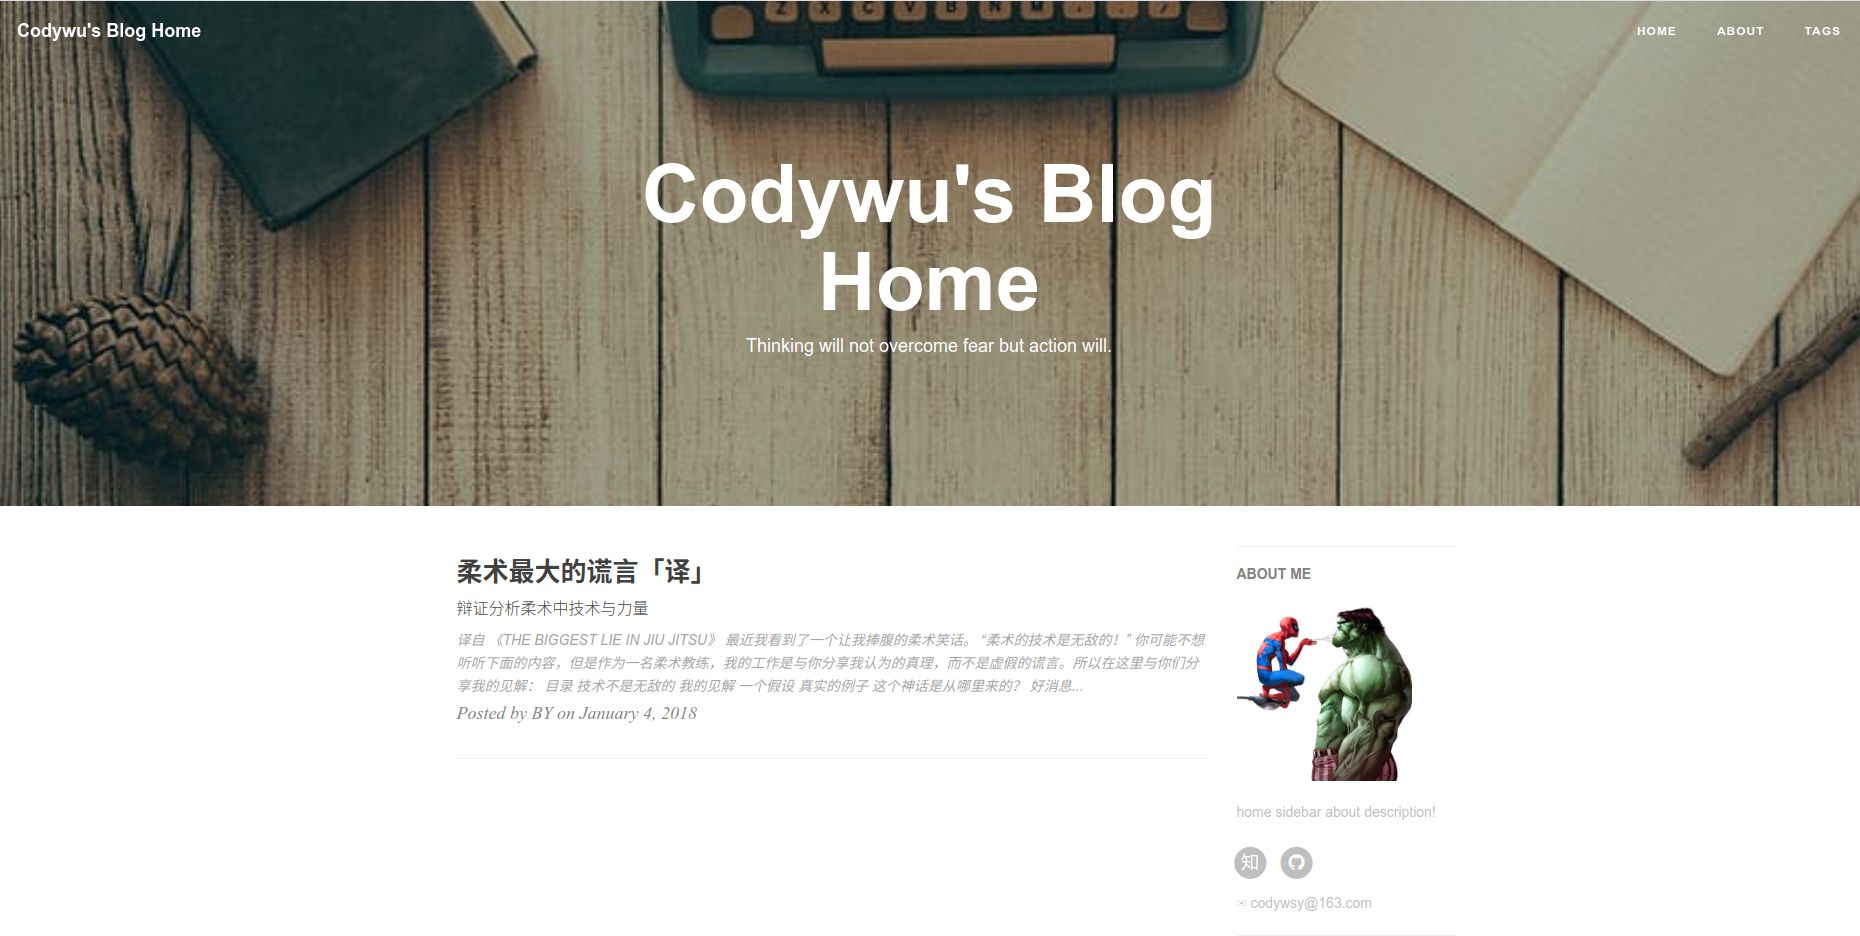 Z X C V B N M
Codywu's Blog Home
HOME ABOUT TAGS
Codywu's Blog
Home
Thinking will not overcome fear but action will.
柔术最大的谎言「译」
辩证分析柔术中技术与力量
译自 《THE BIGGEST LIE IN JIU JITSU》 最近我看到了一个让我捧腹的柔术笑话。 “柔术的技术是无敌的！” 你可能不想
听听下面的内容，但是作为一名柔术教练，我的工作是与你分享我认为的真理，而不是虚假的谎言。所以在这里与你们分
享我的见解： 目录 技术不是无敌的 我的见解 一个假设 真实的例子 这个神话是从哪里来的？ 好消息...
Posted by BY on January 4, 2018
ABOUT ME
home sidebar about description!
知
✉ codywsy@163.com